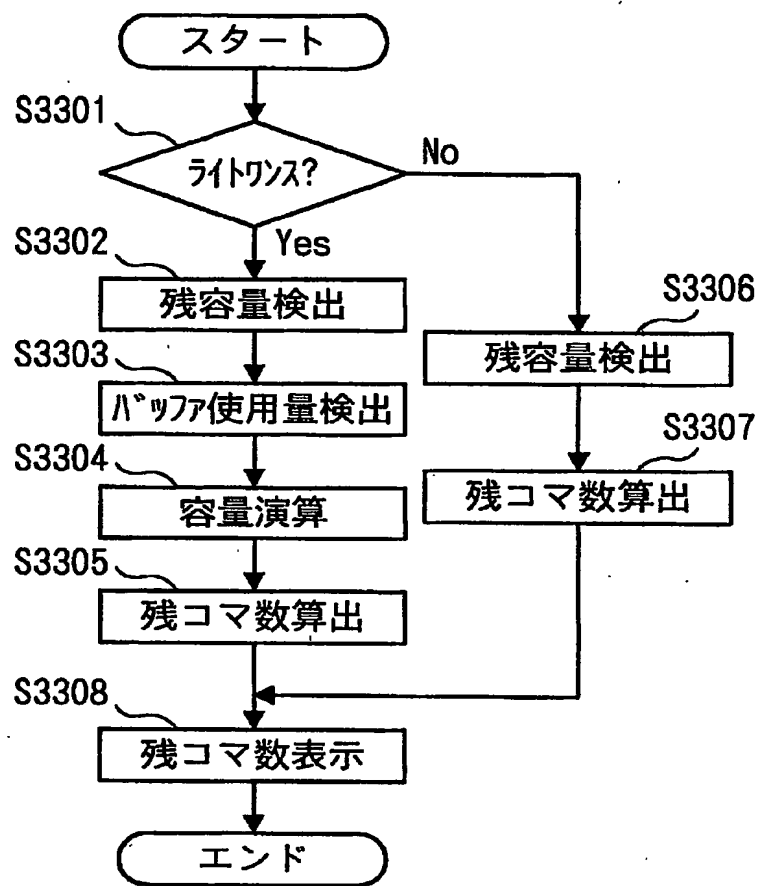 スタート
S3301
ライトワンス?
No
Yes
S3302
残容量検出
S3303
バッファ使用量検出
S3304
容量演算
S3305
残コマ数算出
S3306
残容量検出
S3307
残コマ数算出
S3308
残コマ数表示
エンド